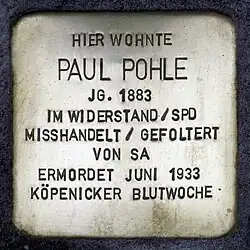 HIER WOHNTE
PAUL POHLE
JG. 1883
IM WIDERSTAND/SPD
MISSHANDELT/GEFOLTERT
VON SA
ERMORDET JUNI 1933
KÖPENICKER BLUTWOCHE